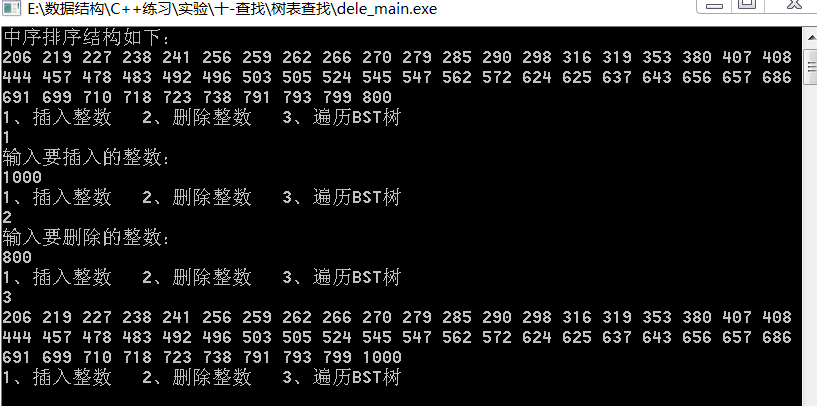 E:\数据结构\C++练习\实验\十-查找\树表查找\dele_main.exe
中序排序结构如下：
206 219 227 238 241 256 259 262 266 270 279 285 290 298 316 319 353 380 407 408
444 457 478 483 492 496 503 505 524 545 547 562 572 624 625 637 643 656 657 686
691 699 710 718 723 738 791 793 799 800
1、插入整数 2、删除整数 3、遍历BST树
1
输入要插入的整数：
1000
1、插入整数 2、删除整数 3、遍历BST树
2
输入要删除的整数：
800
1、插入整数 2、删除整数 3、遍历BST树
3
206 219 227 238 241 256 259 262 266 270 279 285 290 298 316 319 353 380 407 408
444 457 478 483 492 496 503 505 524 545 547 562 572 624 625 637 643 656 657 686
691 699 710 718 723 738 791 793 799 1000
1、插入整数 2、删除整数 3、遍历BST树